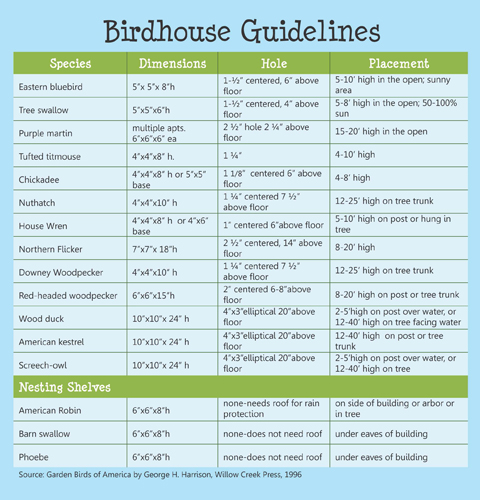 Birdhouse Guidelines
Species Dimensions Hole Placement
Eastern bluebird 5"x 5"x 8"h 1-½" centered, 6" above floor 5-10' high in the open; sunny area
Tree swallow 5"x5"x6"h 1-½" centered, 4" above floor 5-8' high in the open; 50-100% sun
Purple martin multiple apts. 6"x6"x6" ea 2 ½" hole 2 ¼" above floor 15-20' high in the open
Tufted titmouse 4"x4"x8" h. 1 ¼" 4-10' high
Chickadee 4"x4"x8" h or 5"x5" base 1 1/8" centered 6" above floor 4-8' high
Nuthatch 4"x4"x10" h 1 ¼" centered 7 ½" above floor 12-25' high on tree trunk
House Wren 4"x4"x8" h or 4"x6" base 1" centered 6"above floor 5-10' high on post or hung in tree
Northern Flicker 7"x7"x 18"h 2 ½" centered, 14" above floor 8-20' high
Downey Woodpecker 4"x4"x10" h 1 ¼" centered 7 ½" above floor 12-25' high on tree trunk
Red-headed woodpecker 6"x6"x15"h 2" centered 6-8"above floor 8-20' high on post or tree trunk
Wood duck 10"x10"x 24" h 4"x3"elliptical 20"above floor 2-5'high on post over water, or 12-40' high on tree facing water
American kestrel 10"x10"x 24" h 4"x3"elliptical 20"above floor 12-40' high on post or tree trunk
Screech-owl 10"x10"x 24" h 4"x3"elliptical 20"above floor 2-5'high on post over water, or 12-40' high on tree
Nesting Shelves
American Robin 6"x6"x8"h none-needs roof for rain protection on side of building or arbor or in tree
Barn swallow 6"x6"x8"h none-does not need roof under eaves of building
Phoebe 6"x6"x8"h none-does not need roof under eaves of building
Source: Garden Birds of America by George H. Harrison, Willow Creek Press, 1996